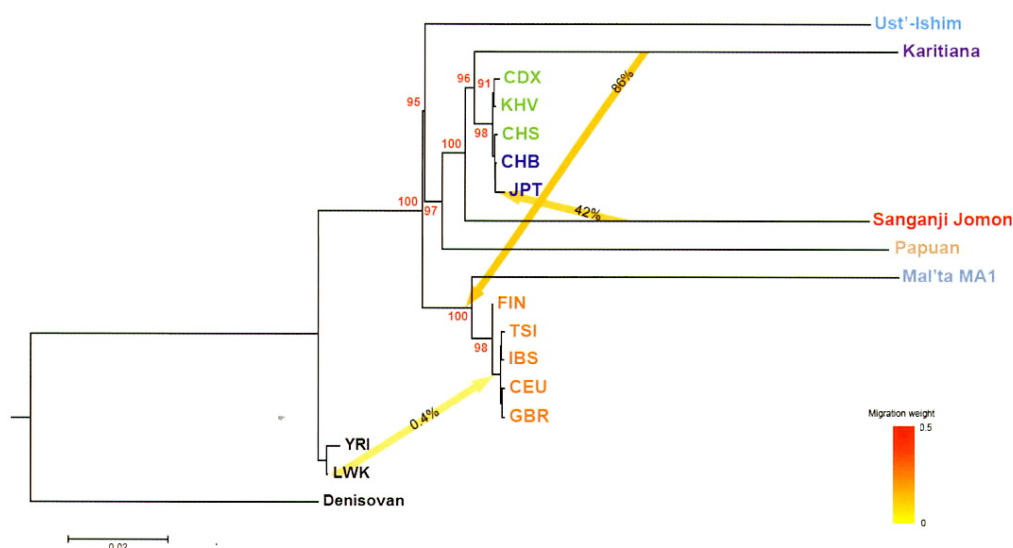 Ust'-Ishim
Karitiana
CDX
KHV
CHS
CHB
JPT
Sanganji Jomon
Papuan
Mal'ta MA1
FIN
TSI
IBS
CEU
GBR
YRI
LWK
Denisovan
95
96
91
98
100
100
97
100
98
86%
42%
0.4%
Migration weight
0.5
0
0.02